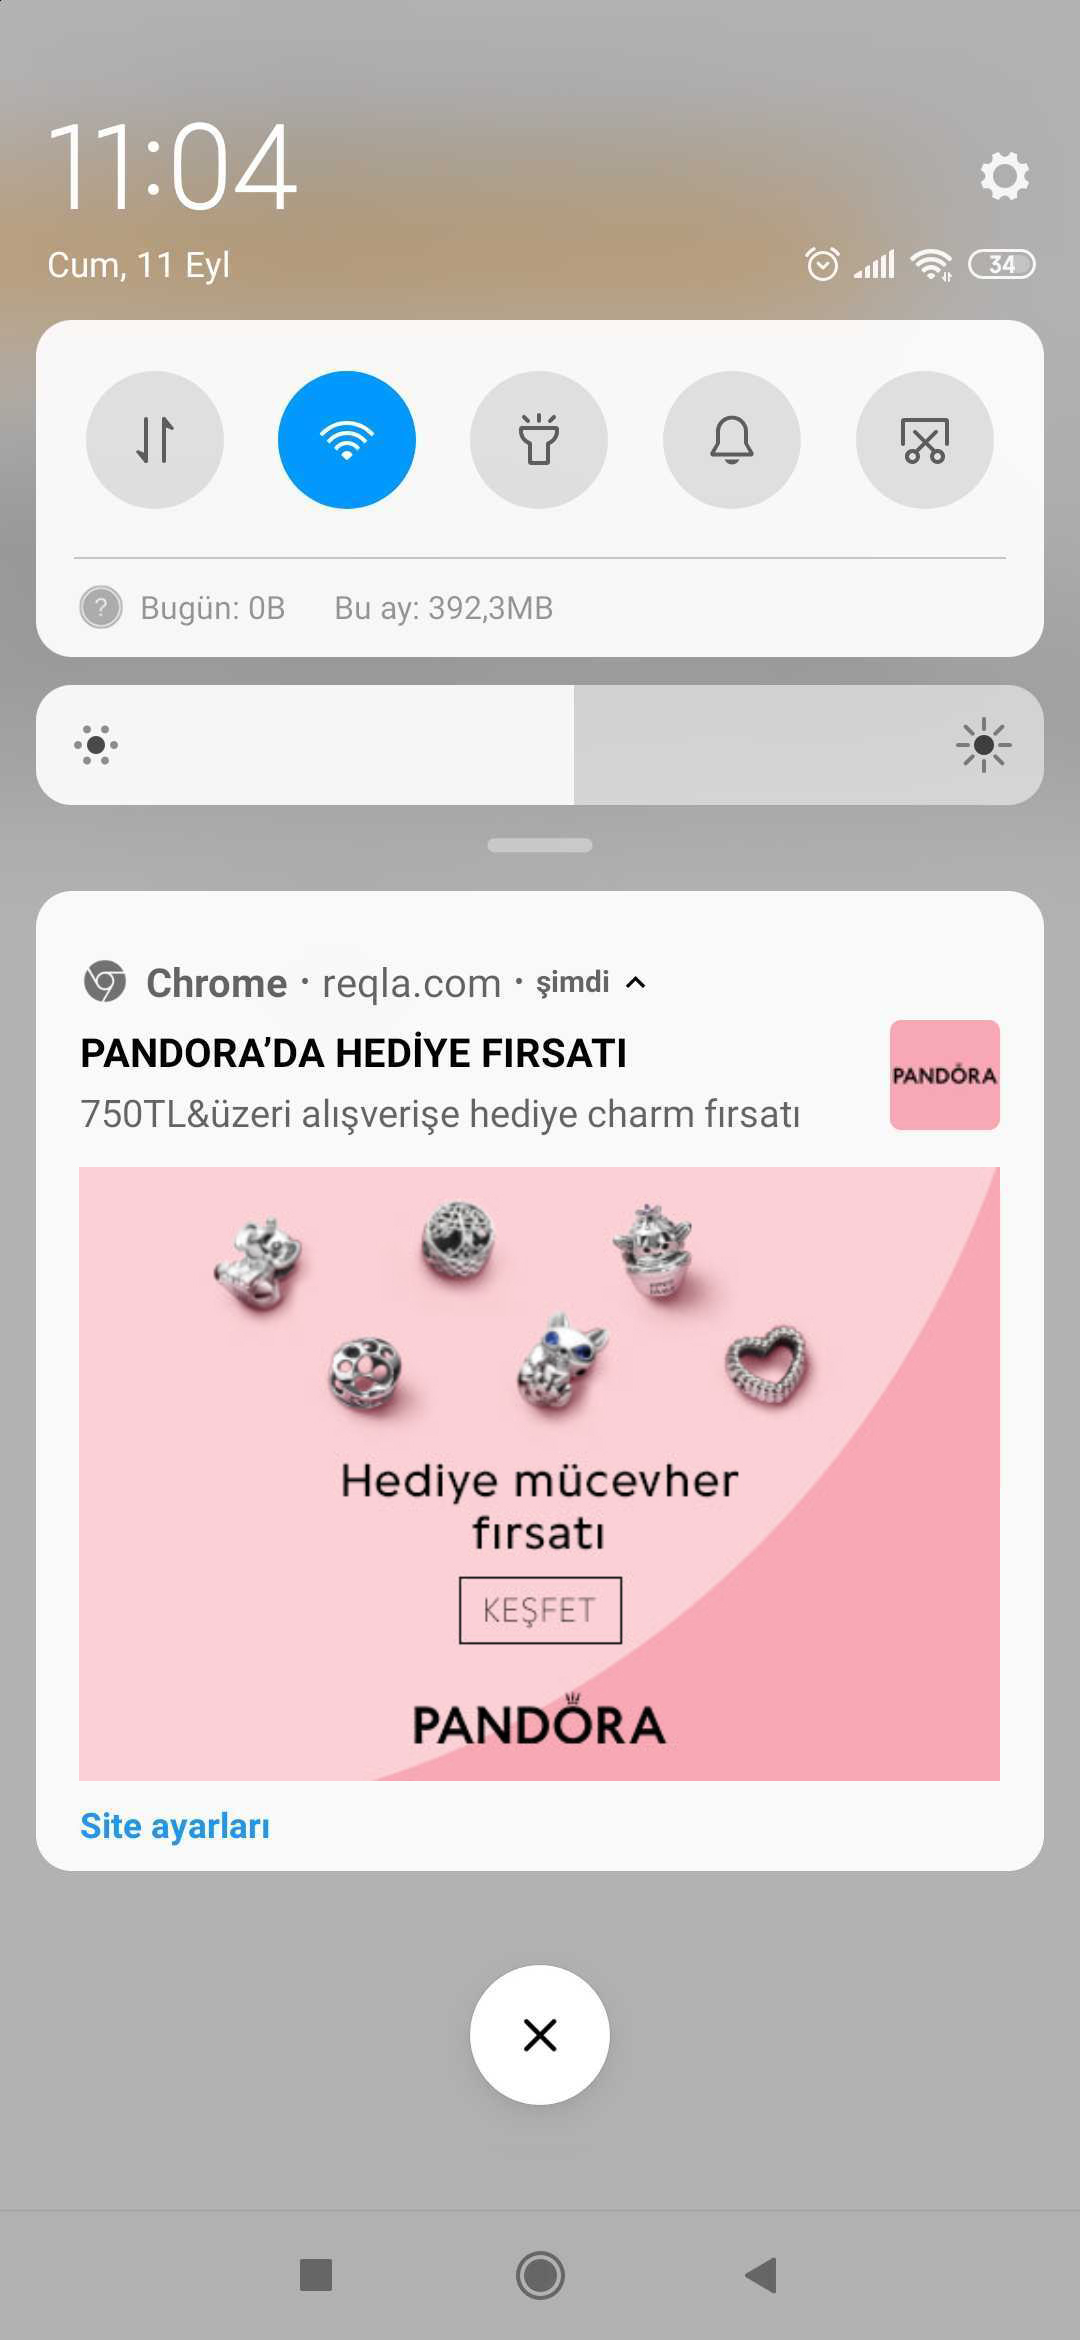 11:04
Cum, 11 Eyl
34
Bugün: 0B Bu ay: 392,3MB
Chrome · reqla.com · şimdi
PANDORA’DA HEDİYE FIRSATI
750TL&üzeri alışverişe hediye charm fırsatı
PANDORA
Hediye mücevher
fırsatı
KEŞFET
PANDORA
Site ayarları